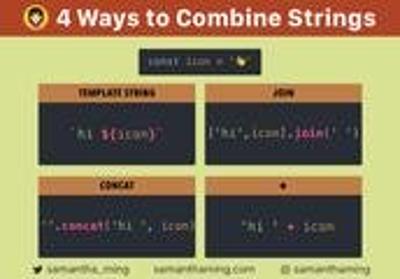 4 Ways to Combine Strings
const icon = '👋'
TEMPLATE STRING
`hi ${icon}`
JOIN
['hi',icon].join(' ')
CONCAT
''.concat('hi ', icon)
+
'hi ' + icon
samantha_ming
samanthaming.com
@ samanthaming